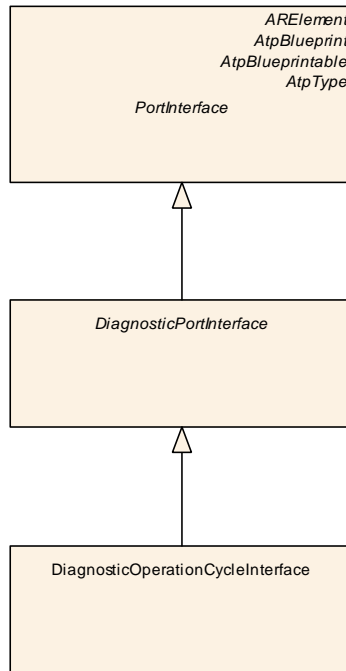 ARElement
AtpBlueprint
AtpBlueprintable
AtpType
PortInterface
DiagnosticPortInterface
DiagnosticOperationCycleInterface